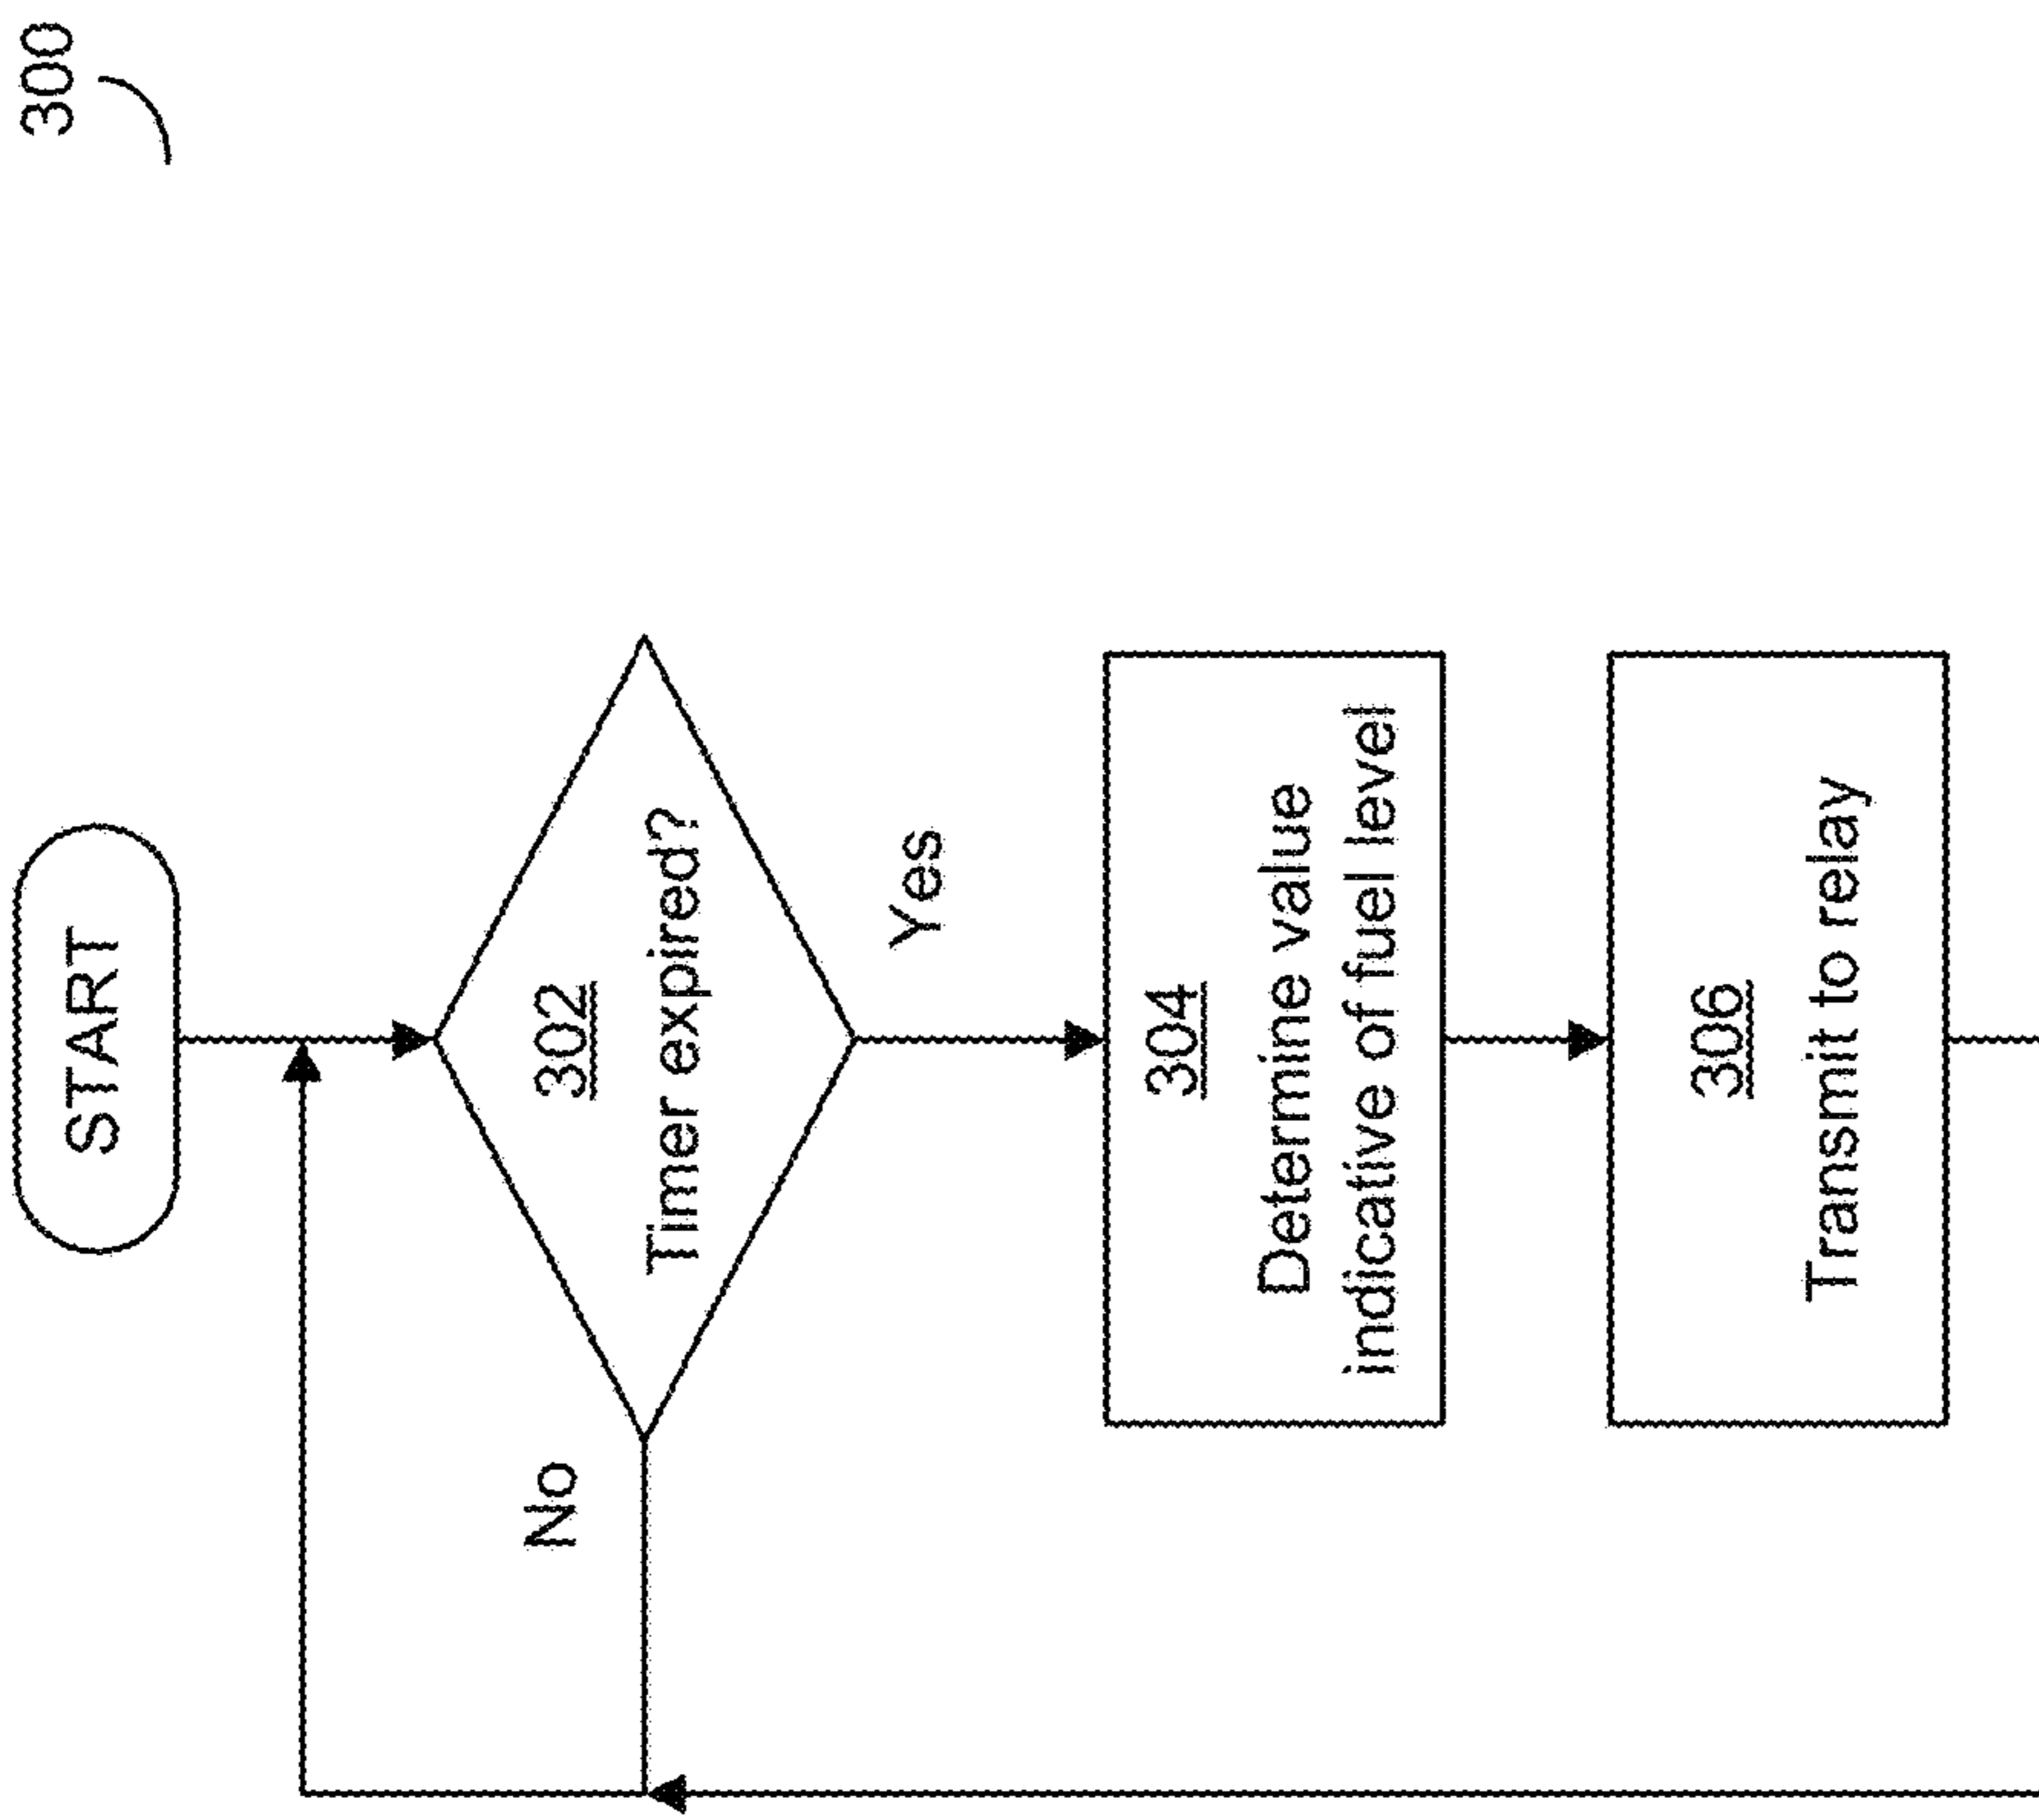 300
START
302
Timer expired?
No
Yes
304
Determine value
indicative of fuel level
306
Transmit to relay